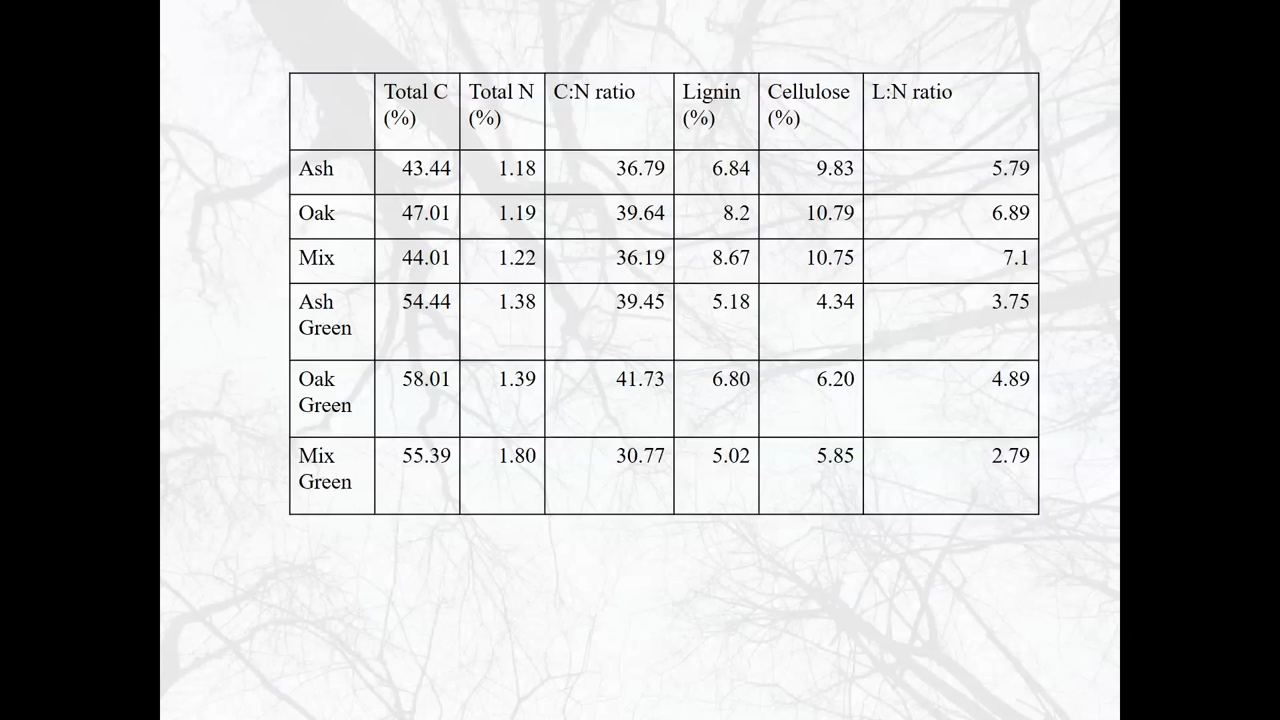 Total C Total N C:N ratio Lignin Cellulose L:N ratio
(%) (%) (%) (%)
Ash 43.44 1.18 36.79 6.84 9.83 5.79
Oak 47.01 1.19 39.64 8.2 10.79 6.89
Mix 44.01 1.22 36.19 8.67 10.75 7.1
Ash 54.44 1.38 39.45 5.18 4.34 3.75
Green
Oak 58.01 1.39 41.73 6.80 6.20 4.89
Green
Mix 55.39 1.80 30.77 5.02 5.85 2.79
Green